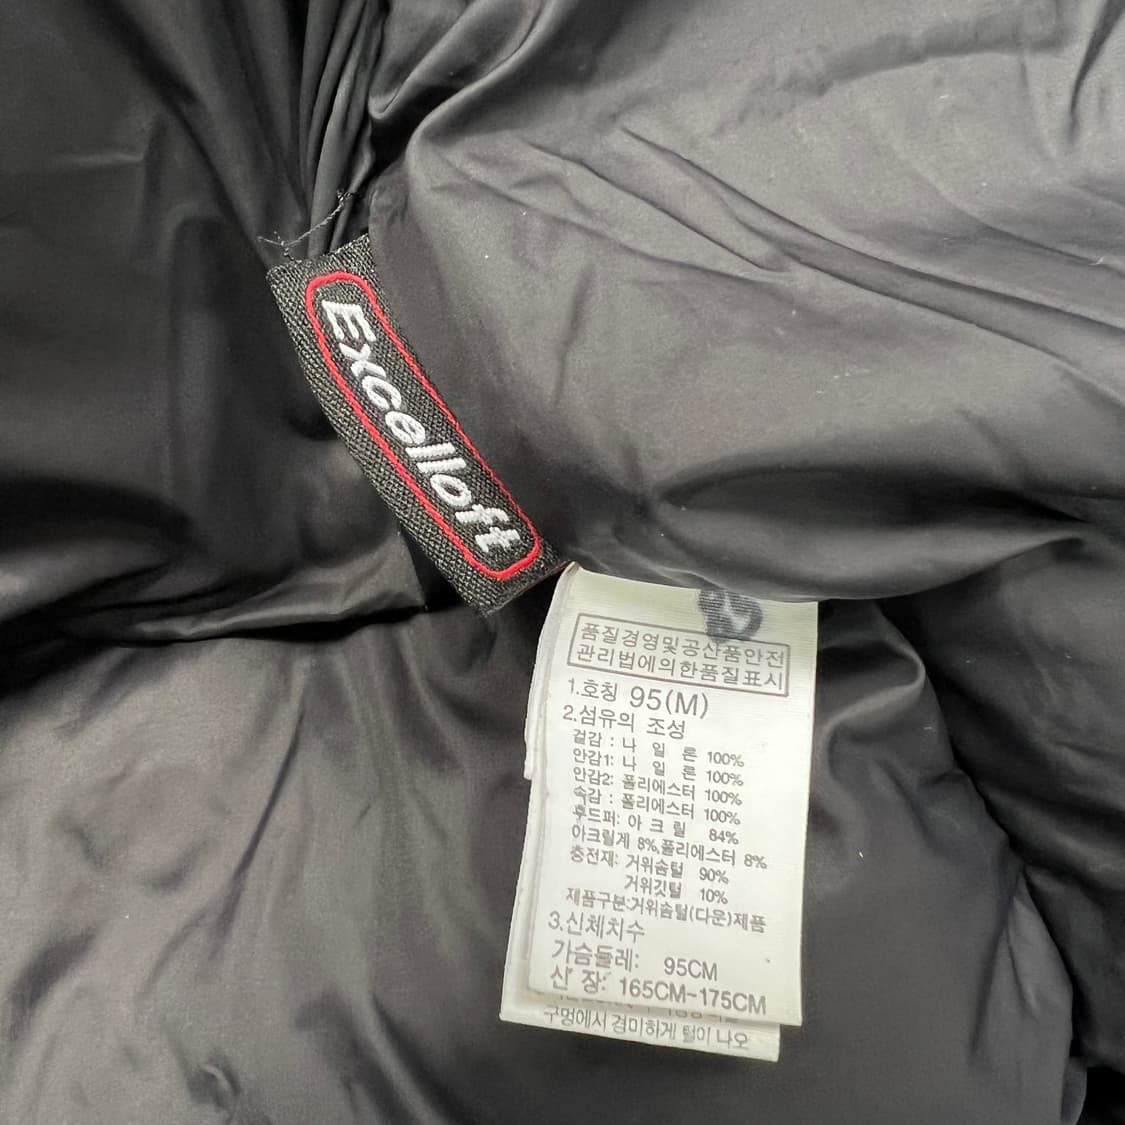 Excelloft
품질경영및공산품안전
관리법에의한품질표시
1.호칭 95(M)
2.섬유의 조성
겉감 : 나 일 론 100%
안감1: 나 일 론 100%
안감2: 폴리에스터 100%
속감 : 폴리에스터 100%
후드퍼: 아 크 릴 84%
아크릴계 8%,폴리에스터 8%
충전재: 거위솜털 90%
거위깃털 10%
제품구분:거위솜털(다운)제품
3.신체치수
가슴둘레: 95CM
신 장: 165CM-175CM
구멍에서 경미하게 털이 나오